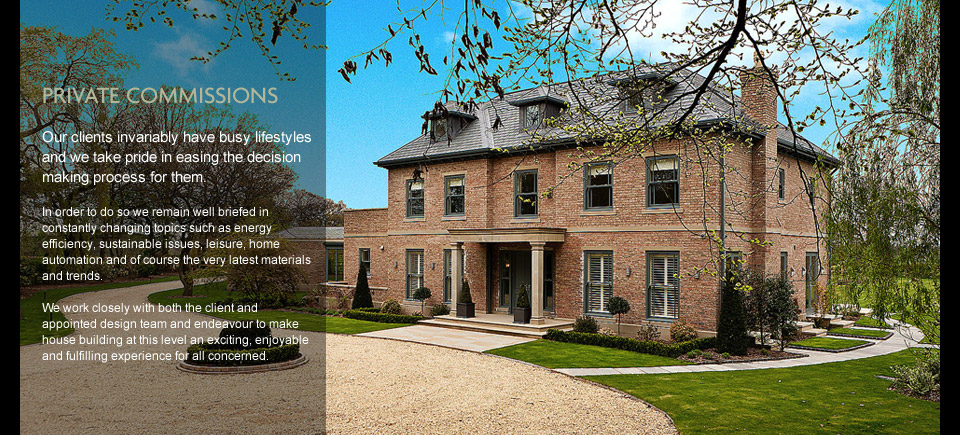 PRIVATE COMMISSIONS
Our clients invariably have busy lifestyles
and we take pride in easing the decision
making process for them.
In order to do so we remain well briefed in
constantly changing topics such as energy
efficiency, sustainable issues, leisure, home
automation and of course the very latest materials
and trends.
We work closely with both the client and
appointed design team and endeavour to make
house building at this level an exciting, enjoyable
and fulfilling experience for all concerned.